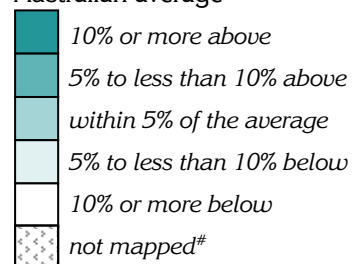 Australian average
10% or more above
5% to less than 10% above
within 5% of the average
5% to less than 10% below
10% or more below
not mapped#